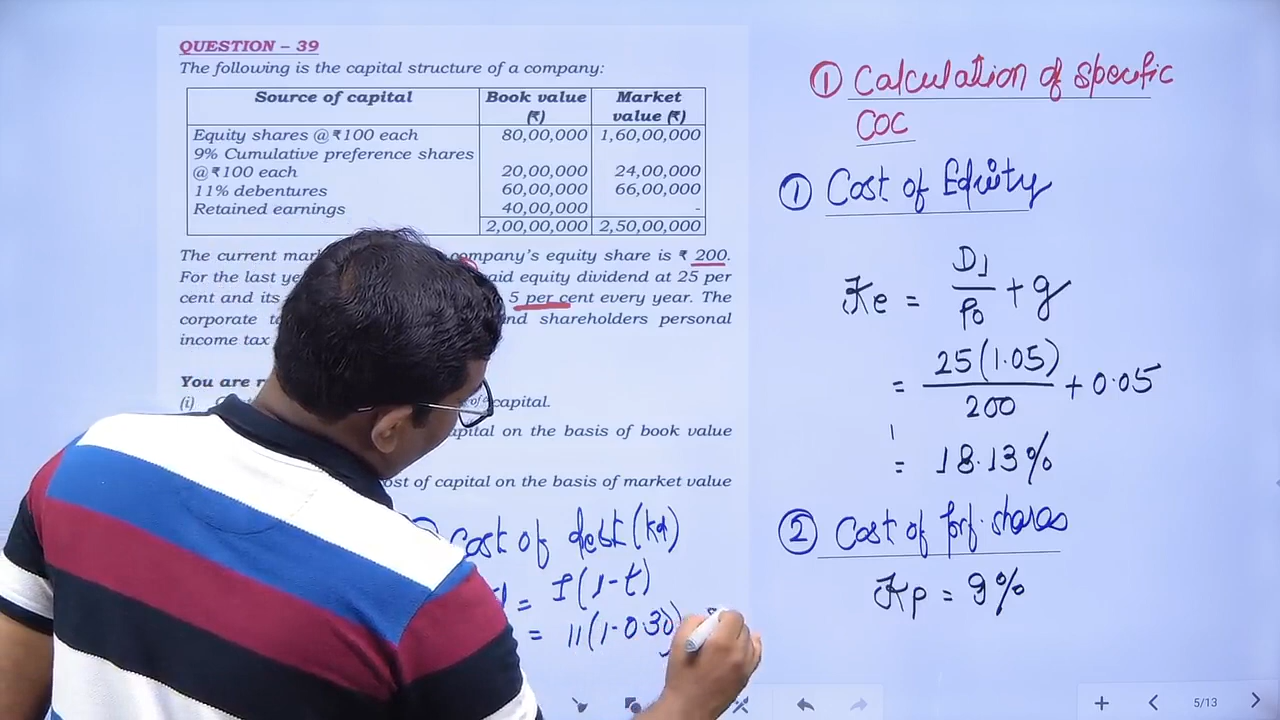 QUESTION – 39
The following is the capital structure of a company:
Source of capital Book value (₹) Market value (₹)
Equity shares @ ₹100 each 80,00,000 1,60,00,000
9% Cumulative preference shares
@ ₹100 each 20,00,000 24,00,000
11% debentures 60,00,000 66,00,000
Retained earnings 40,00,000 -
2,00,00,000 2,50,00,000
The current company's equity share is ₹ 200.
For the last equity dividend at 25 per
cent and its 5 per cent every year. The
corporate shareholders personal
income tax
You are
(i) capital.
on the basis of book value
of capital on the basis of market value
Cost of debt (Kd)
= I(1-t)
= 11(1-0.30)
① Calculation of specific
COC
① Cost of Equity
Ke = D1/P0 + g
= 25(1.05)/200 + 0.05
= 18.13%
② Cost of prf. shares
Kp = 9%
5/13